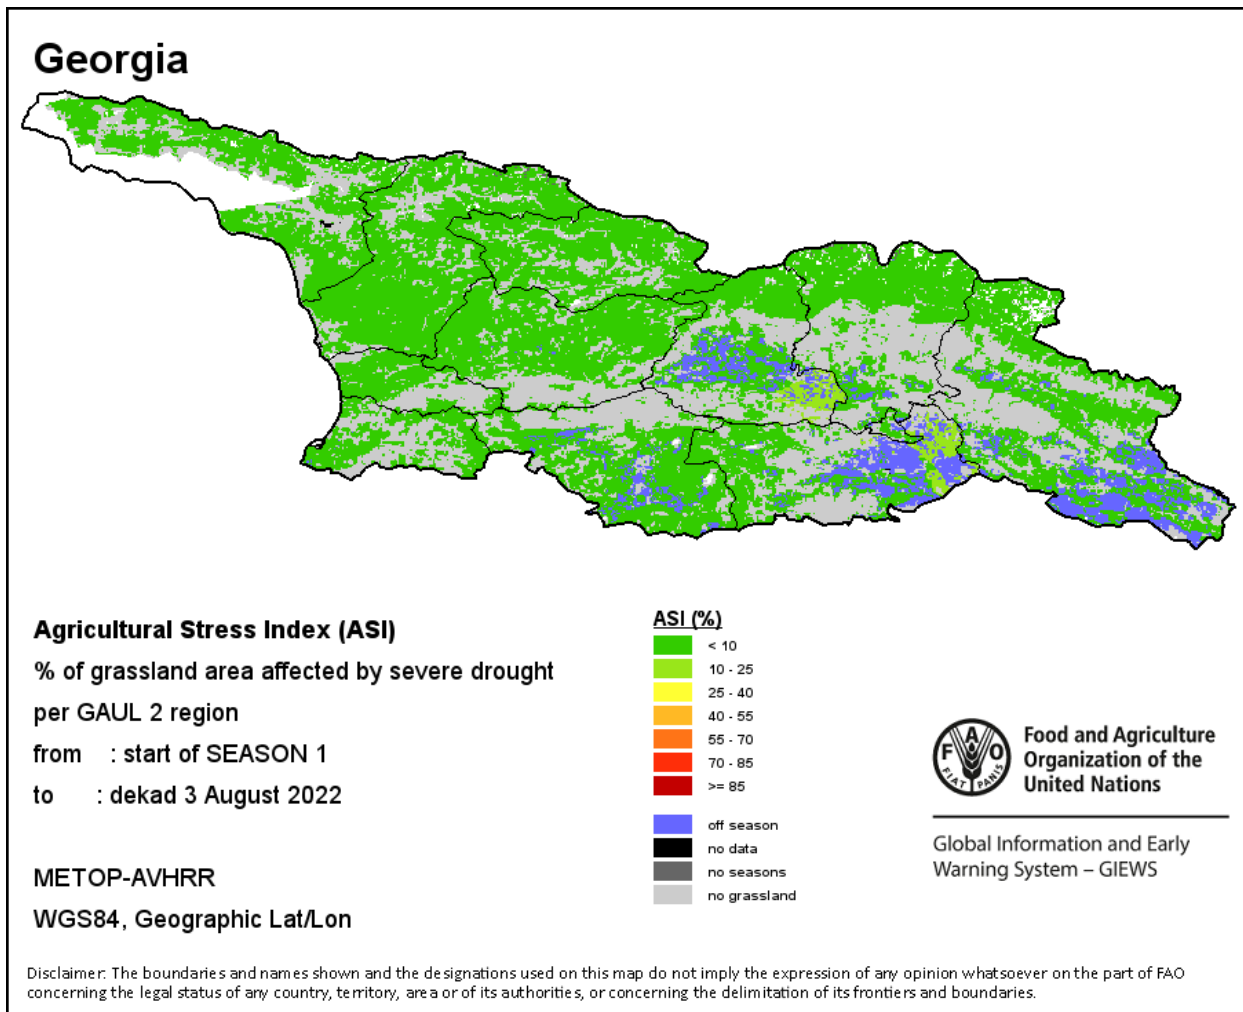 Georgia
Agricultural Stress Index (ASI)
% of grassland area affected by severe drought
per GAUL 2 region
from : start of SEASON 1
to : dekad 3 August 2022
METOP-AVHRR
WGS84, Geographic Lat/Lon
ASI (%)
< 10
10 - 25
25 - 40
40 - 55
55 - 70
70 - 85
>= 85
off season
no data
no seasons
no grassland
F A O
FIAT PANIS
Food and Agriculture
Organization of the
United Nations
Global Information and Early
Warning System – GIEWS
Disclaimer: The boundaries and names shown and the designations used on this map do not imply the expression of any opinion whatsoever on the part of FAO
concerning the legal status of any country, territory, area or of its authorities, or concerning the delimitation of its frontiers and boundaries.